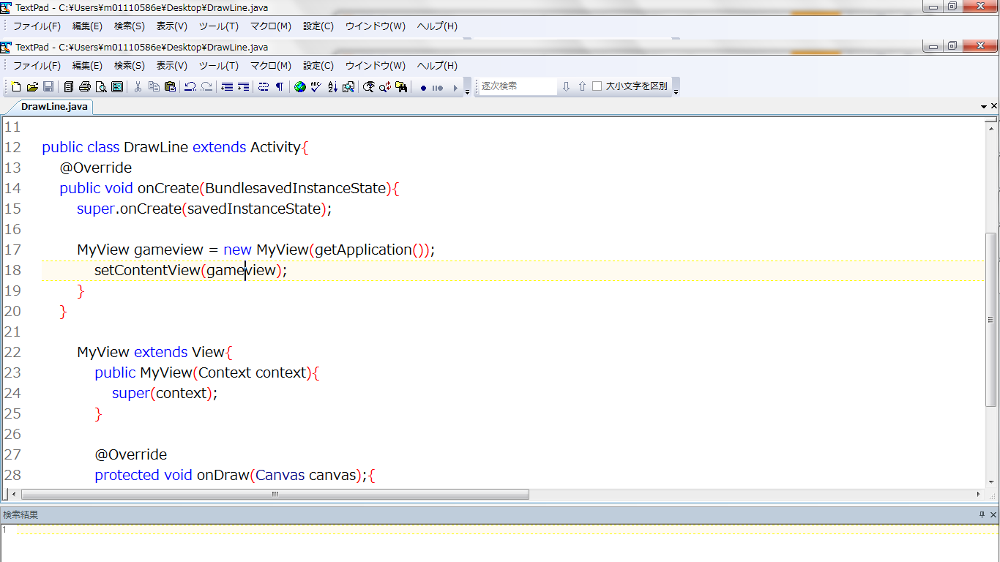 TextPad - C:¥Users¥m01110586e¥Desktop¥DrawLine.java
ファイル(F) 編集(E) 検索(S) 表示(V) ツール(T) マクロ(M) 設定(C) ウインドウ(W) ヘルプ(H)
TextPad - C:¥Users¥m01110586e¥Desktop¥DrawLine.java
ファイル(F) 編集(E) 検索(S) 表示(V) ツール(T) マクロ(M) 設定(C) ウインドウ(W) ヘルプ(H)
逐次検索 大小文字を区別
DrawLine.java
11
12 public class DrawLine extends Activity{
13 @Override
14 public void onCreate(BundlesavedInstanceState){
15 super.onCreate(savedInstanceState);
16
17 MyView gameview = new MyView(getApplication());
18 setContentView(gameview);
19 }
20 }
21
22 MyView extends View{
23 public MyView(Context context){
24 super(context);
25 }
26
27 @Override
28 protected void onDraw(Canvas canvas);{
検索結果
1